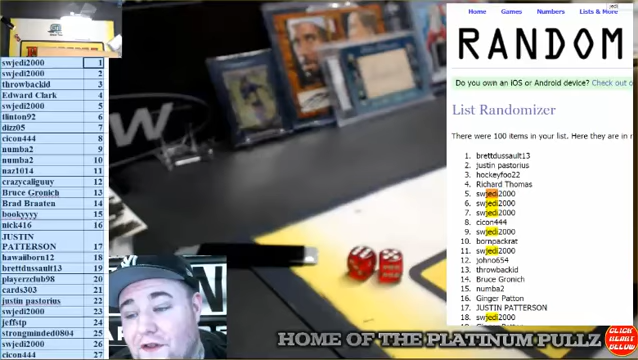 swjedi2000 1
swjedi2000 2
throwbackid 3
Edward Clark 4
swjedi2000 5
flinton92 6
dizz05 7
cicon444 8
numba2 9
numba2 10
naz1014 11
crazycaliguy 12
Bruce Gronich 13
Brad Braaten 14
bookyyyy 15
nick416 16
JUSTIN
PATTERSON 17
hawaiiborn12 18
brettdussault13 19
playerzclub98 20
cards303 21
justin pastorius 22
swjedi2000 23
jeffstp 24
strongminded0804 25
swjedi2000 26
cicon444 27
jedi
Home Games Numbers Lists & More
RANDOM
Do you own an iOS or Android device? Check out o
List Randomizer
There were 100 items in your list. Here they are in r
1. brettdussault13
2. justin pastorius
3. hockeyfoo22
4. Richard Thomas
5. swjedi2000
6. swjedi2000
7. swjedi2000
8. cicon444
9. swjedi2000
10. bornpackrat
11. swjedi2000
12. johno654
13. throwbackid
14. Bruce Gronich
15. numba2
16. Ginger Patton
17. JUSTIN PATTERSON
18. swjedi2000
HOME OF THE PLATINUM PULLZ
CLICK
HEART
BELOW